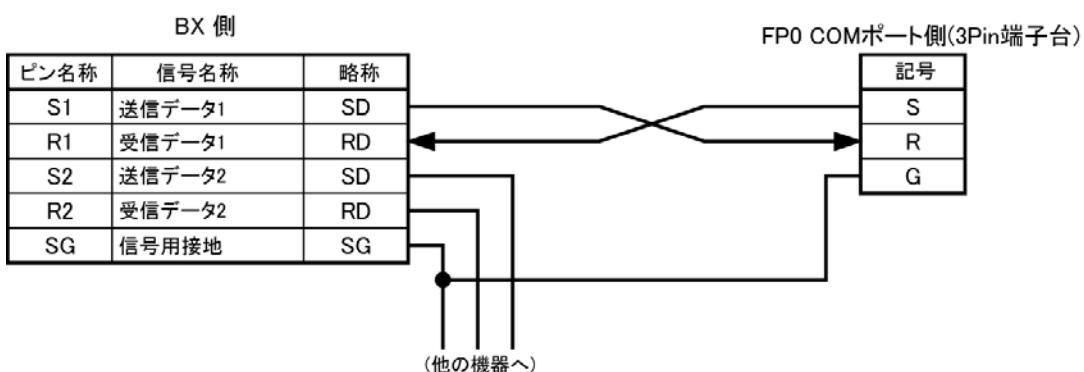 BX 側
FP0 COMポート側(3Pin端子台)
ピン名称 信号名称 略称
S1 送信データ1 SD
R1 受信データ1 RD
S2 送信データ2 SD
R2 受信データ2 RD
SG 信号用接地 SG
記号
S
R
G
(他の機器へ)